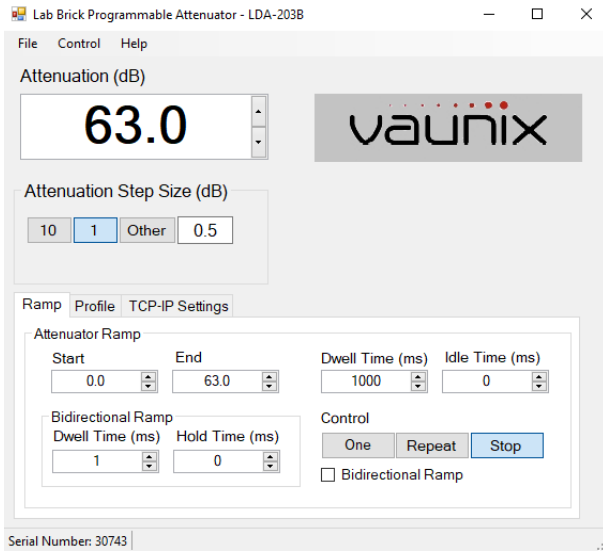 Lab Brick Programmable Attenuator - LDA-203B
File Control Help
Attenuation (dB)
63.0
vaunix
Attenuation Step Size (dB)
10 1 Other 0.5
Ramp Profile TCP-IP Settings
Attenuator Ramp
Start End Dwell Time (ms) Idle Time (ms)
0.0 63.0 1000 0
Bidirectional Ramp Control
Dwell Time (ms) Hold Time (ms)
One Repeat Stop
1 0
Bidirectional Ramp
Serial Number: 30743